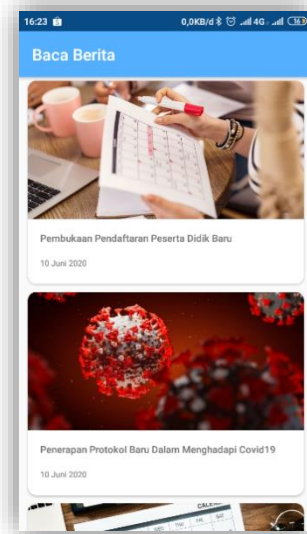 16:23 0,0KB/d 4G
Baca Berita
Pembukaan Pendaftaran Peserta Didik Baru
10 Juni 2020
Penerapan Protokol Baru Dalam Menghadapi Covid19
10 Juni 2020